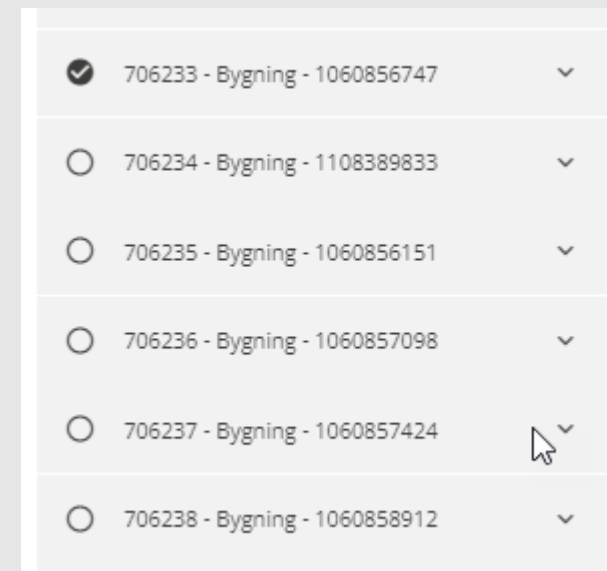 706233 - Bygning - 1060856747
706234 - Bygning - 1108389833
706235 - Bygning - 1060856151
706236 - Bygning - 1060857098
706237 - Bygning - 1060857424
706238 - Bygning - 1060858912